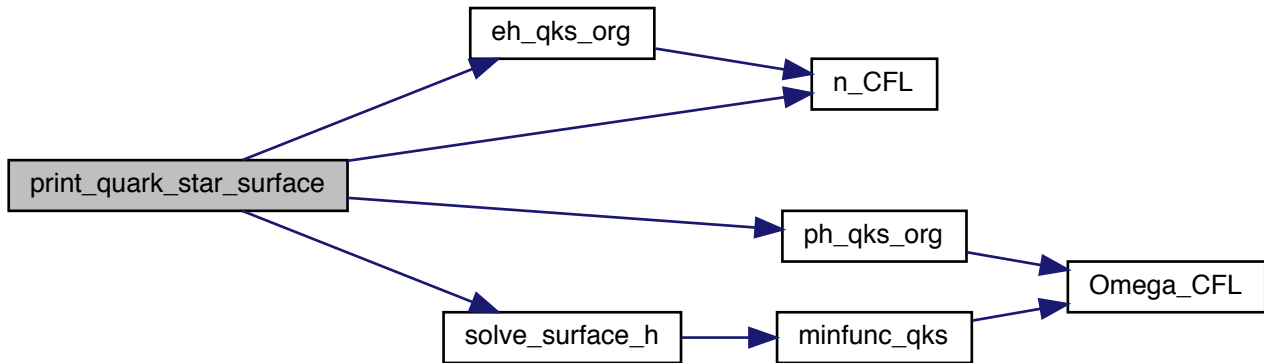 eh_qks_org
n_CFL
print_quark_star_surface
ph_qks_org
Omega_CFL
solve_surface_h
minfunc_qks